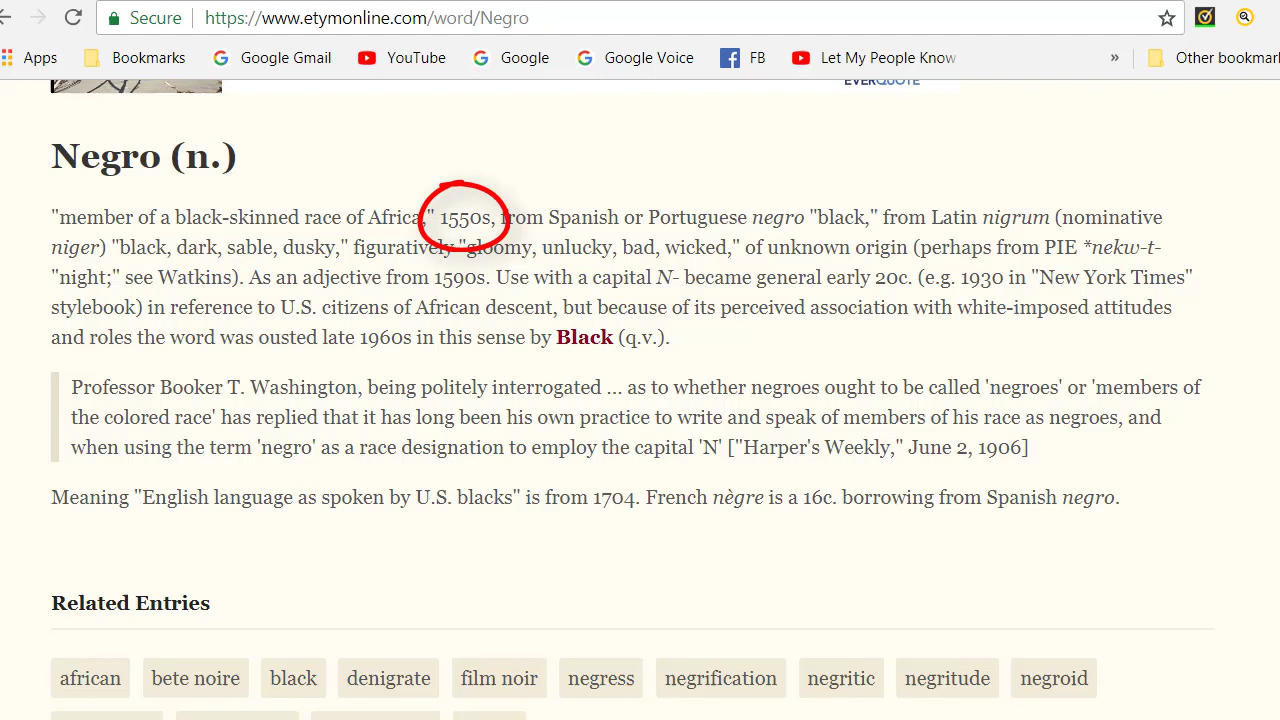 Secure https://www.etymonline.com/word/Negro
Apps Bookmarks Google Gmail YouTube Google Google Voice FB Let My People Know » Other bookmar
EVERQUOTE
Negro (n.)
"member of a black-skinned race of Africa," 1550s, from Spanish or Portuguese negro "black," from Latin nigrum (nominative
niger) "black, dark, sable, dusky," figuratively "gloomy, unlucky, bad, wicked," of unknown origin (perhaps from PIE *nekw-t-
"night;" see Watkins). As an adjective from 1590s. Use with a capital N- became general early 20c. (e.g. 1930 in "New York Times"
stylebook) in reference to U.S. citizens of African descent, but because of its perceived association with white-imposed attitudes
and roles the word was ousted late 1960s in this sense by Black (q.v.).
Professor Booker T. Washington, being politely interrogated ... as to whether negroes ought to be called 'negroes' or 'members of
the colored race' has replied that it has long been his own practice to write and speak of members of his race as negroes, and
when using the term 'negro' as a race designation to employ the capital 'N' ["Harper's Weekly," June 2, 1906]
Meaning "English language as spoken by U.S. blacks" is from 1704. French nègre is a 16c. borrowing from Spanish negro.
Related Entries
african bete noire black denigrate film noir negress negrification negritic negritude negroid